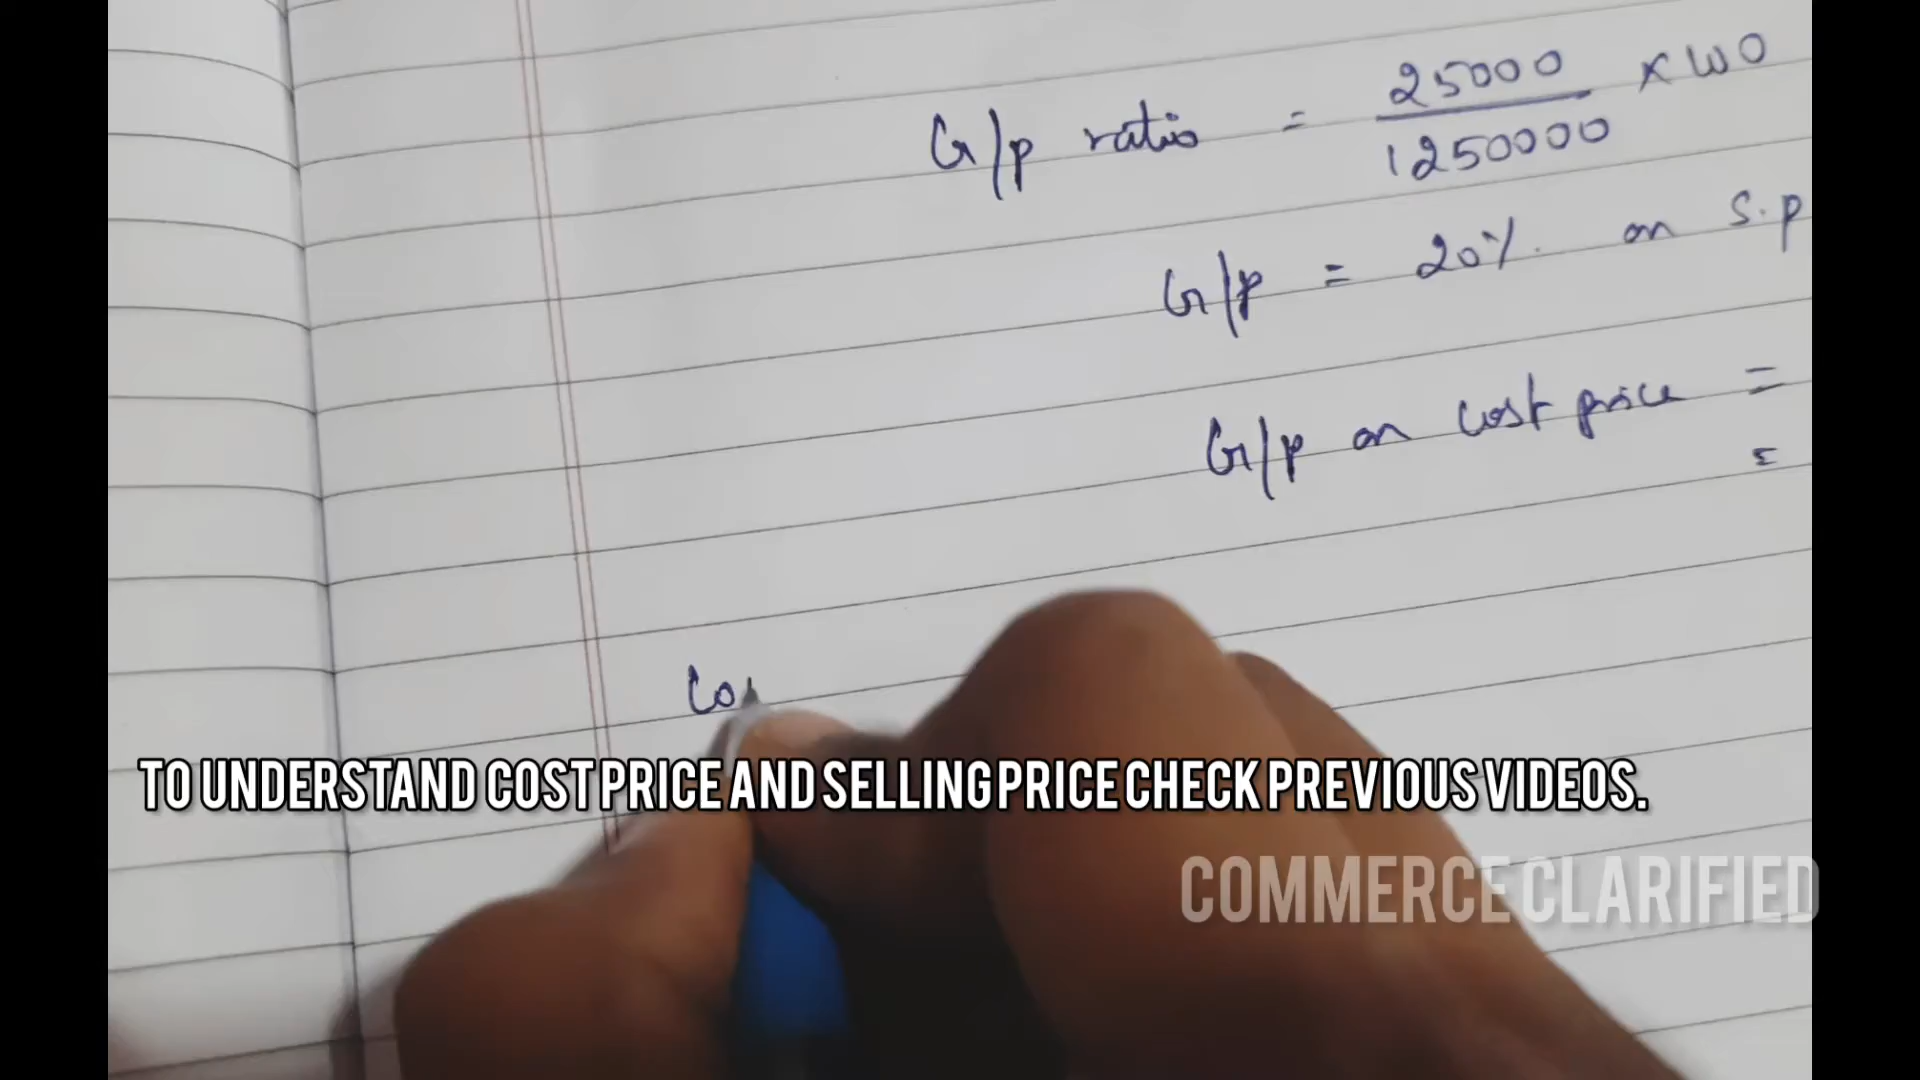 G/p ratio = 25000 / 1250000 × 100
G/p = 20% on S.p
G/p on cost price =
=
Co
TO UNDERSTAND COST PRICE AND SELLING PRICE CHECK PREVIOUS VIDEOS.
COMMERCE CLARIFIED